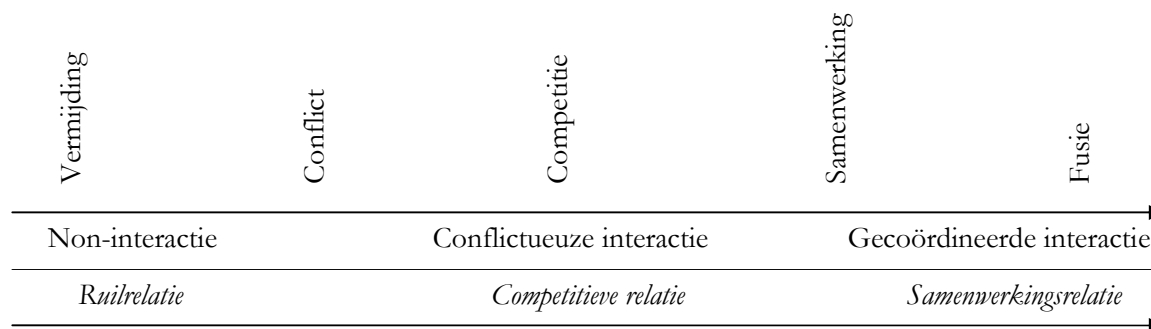 Vermijding
Conflict
Competitie
Samenwerking
Fusie
Non-interactie Conflictueuze interactie Gecoördineerde interactie
Ruilrelatie Competitieve relatie Samenwerkingsrelatie